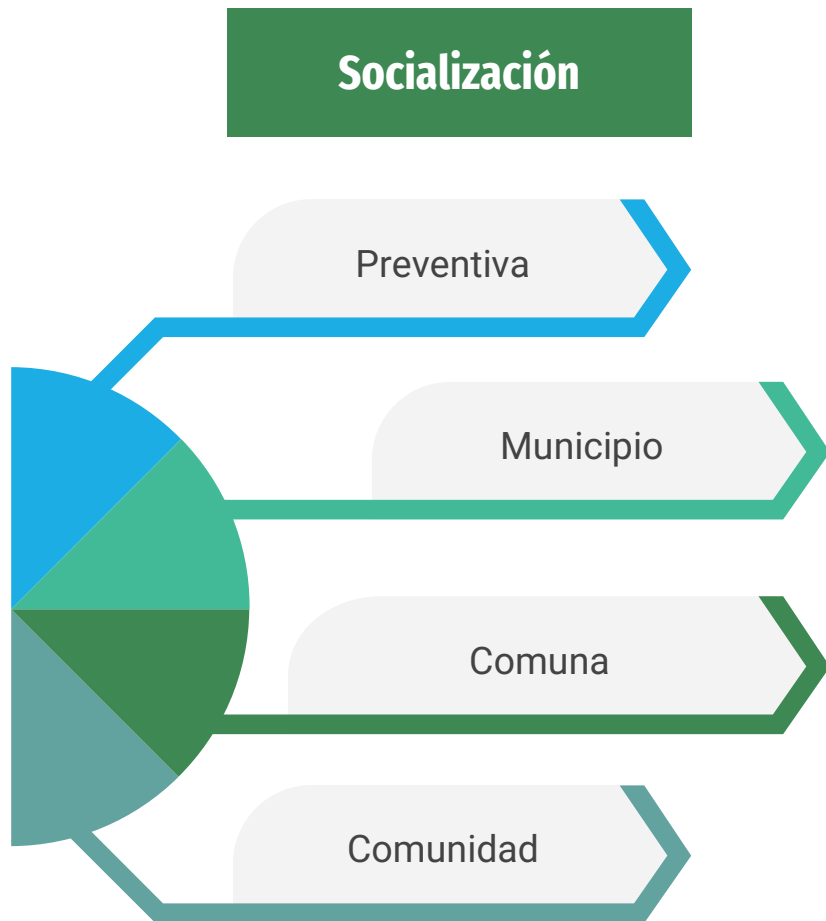 Socialización
Preventiva
Municipio
Comuna
Comunidad